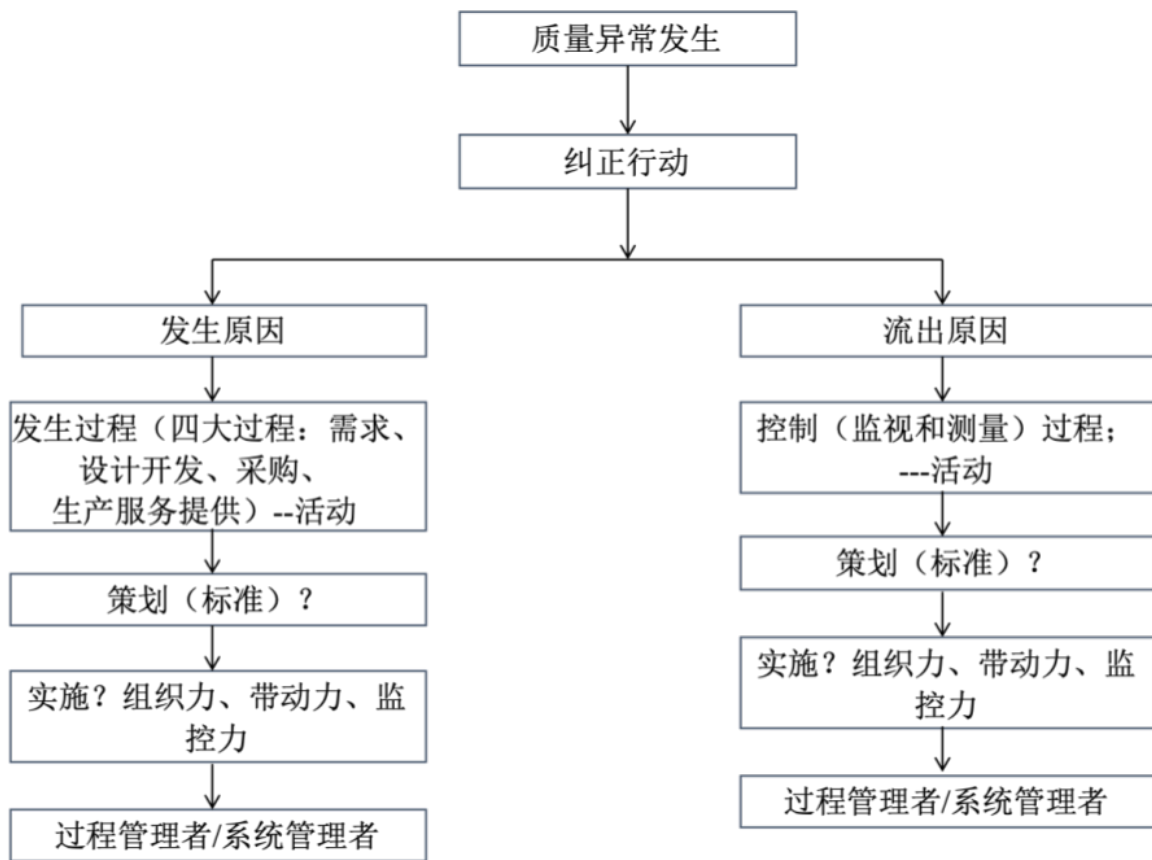 质量异常发生
纠正行动
发生原因
发生过程（四大过程：需求、
设计开发、采购、
生产服务提供）--活动
策划（标准）？
实施？组织力、带动力、监
控力
过程管理者/系统管理者
流出原因
控制（监视和测量）过程；
---活动
策划（标准）？
实施？组织力、带动力、监
控力
过程管理者/系统管理者